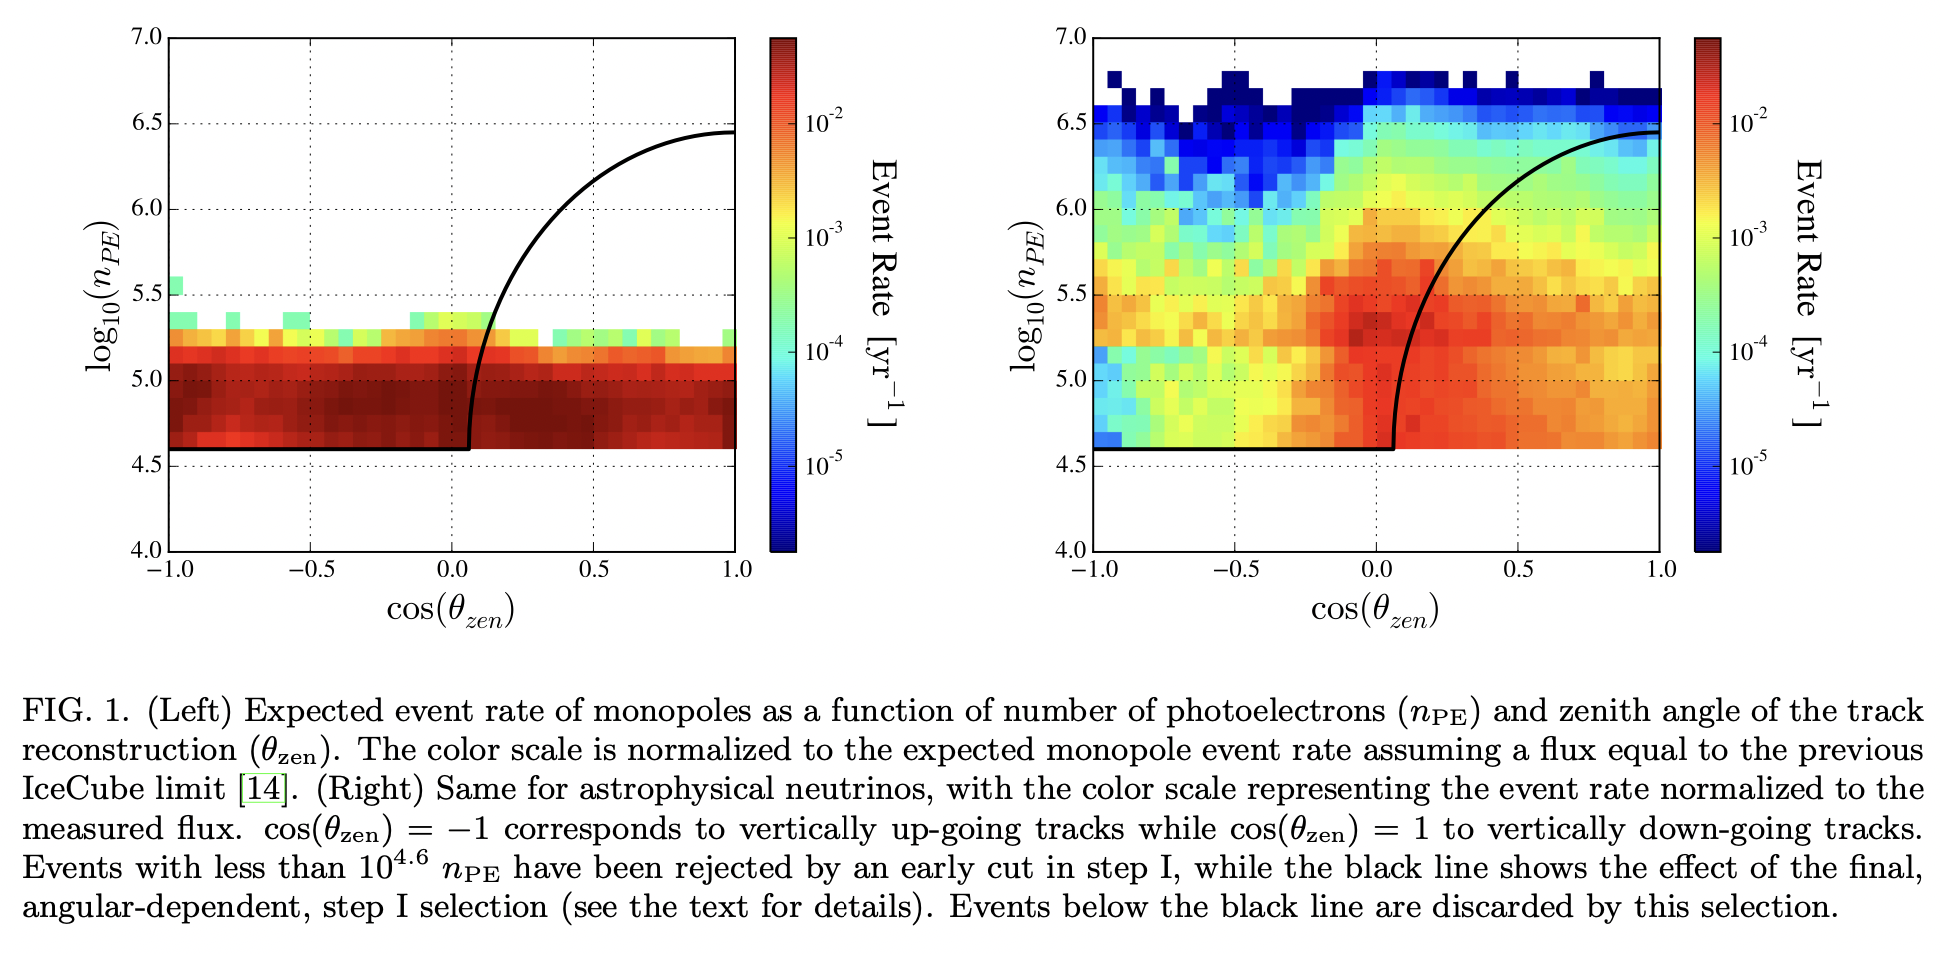 7.0
6.5
6.0
5.5
5.0
4.5
4.0
log₁₀(n_PE)
−1.0 −0.5 0.0 0.5 1.0
cos(θ_zen)
10⁻²
10⁻³
10⁻⁴
10⁻⁵
Event Rate [yr⁻¹]
7.0
6.5
6.0
5.5
5.0
4.5
4.0
log₁₀(n_PE)
−1.0 −0.5 0.0 0.5 1.0
cos(θ_zen)
10⁻²
10⁻³
10⁻⁴
10⁻⁵
Event Rate [yr⁻¹]
FIG. 1. (Left) Expected event rate of monopoles as a function of number of photoelectrons (n_PE) and zenith angle of the track
reconstruction (θ_zen). The color scale is normalized to the expected monopole event rate assuming a flux equal to the previous
IceCube limit [14]. (Right) Same for astrophysical neutrinos, with the color scale representing the event rate normalized to the
measured flux. cos(θ_zen) = −1 corresponds to vertically up-going tracks while cos(θ_zen) = 1 to vertically down-going tracks.
Events with less than 10⁴·⁶ n_PE have been rejected by an early cut in step I, while the black line shows the effect of the final,
angular-dependent, step I selection (see the text for details). Events below the black line are discarded by this selection.